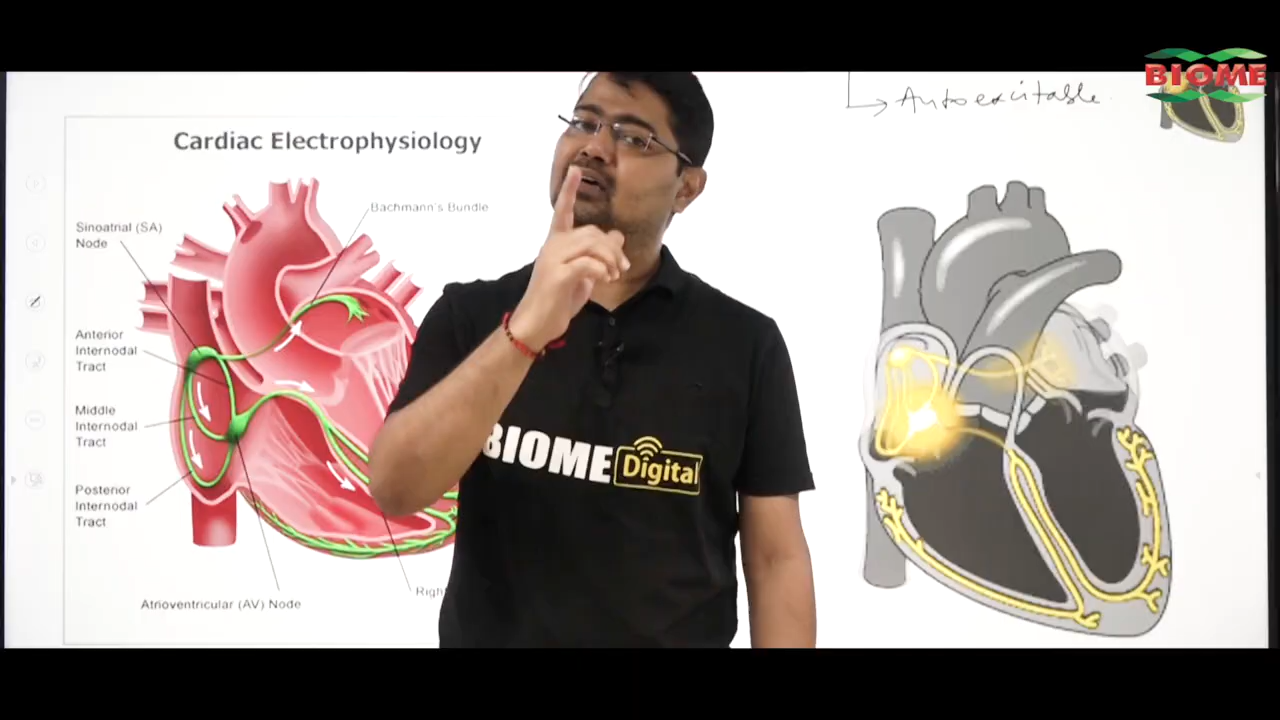 BIOME
Autoexcitable
Cardiac Electrophysiology
Bachmann's Bundle
Sinoatrial (SA)
Node
Anterior
Internodal
Tract
Middle
Internodal
Tract
Posterior
Internodal
Tract
Atrioventricular (AV) Node
Righ
BIOME Digital